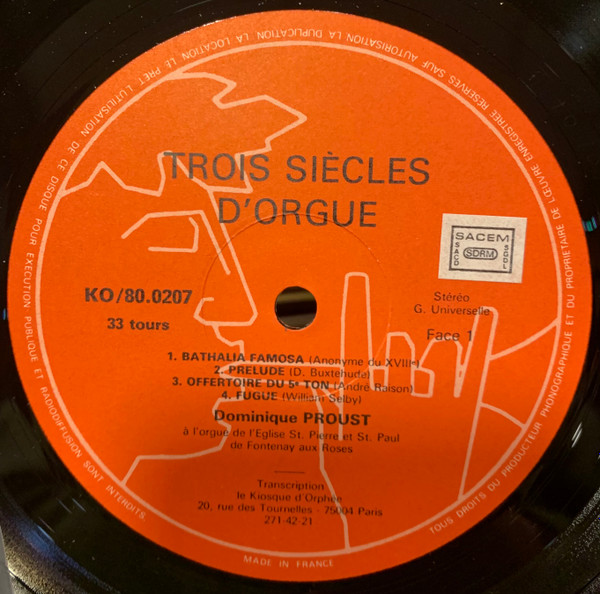 TROIS SIÈCLES
D'ORGUE
SACEM
SACD
SDRM
SGDL
KO/80.0207
33 tours
Stéréo
G. Universelle
Face 1
1. BATHALIA FAMOSA (Anonyme du XVIIIe)
2. PRELUDE (D. Buxtehude)
3. OFFERTOIRE DU 5e TON (André Raison)
4. FUGUE (William Selby)
Dominique PROUST
à l'orgue de l'Eglise St. Pierre et St. Paul
de Fontenay aux Roses
Transcription
le Kiosque d'Orphée
20, rue des Tournelles - 75004 Paris
271-42-21
MADE IN FRANCE
TOUS DROITS DU PRODUCTEUR PHONOGRAPHIQUE ET DU PROPRIETAIRE DE L'ŒUVRE ENREGISTREE RESERVES SAUF AUTORISATION LA DUPLICATION LA LOCATION LE PRET L'UTILISATION DE CE DISQUE POUR EXECUTION PUBLIQUE ET RADIODIFFUSION SONT INTERDITS.